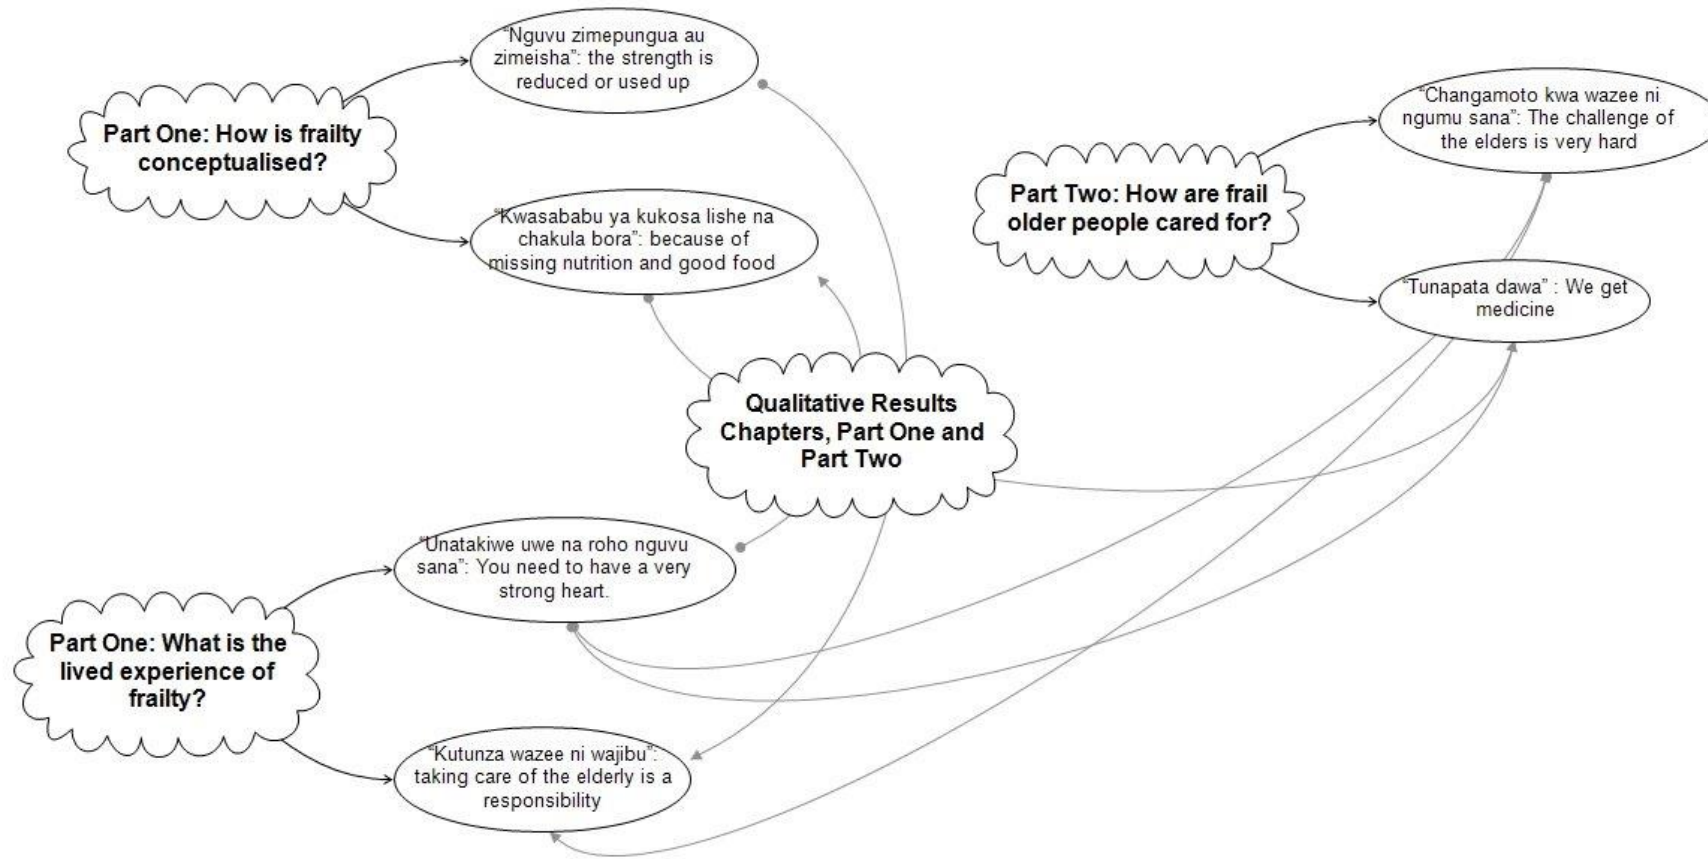 “Nguvu zimepungua au
zimeisha”: the strength is
reduced or used up
Part One: How is frailty
conceptualised?
“Kwasababu ya kukosa lishe na
chakula bora”: because of
missing nutrition and good food
“Changamoto kwa wazee ni
ngumu sana”: The challenge of
the elders is very hard
Part Two: How are frail
older people cared for?
“Tunapata dawa” : We get
medicine
Qualitative Results
Chapters, Part One and
Part Two
“Unatakiwe uwe na roho nguvu
sana”: You need to have a very
strong heart.
Part One: What is the
lived experience of
frailty?
“Kutunza wazee ni wajibu”:
taking care of the elderly is a
responsibility